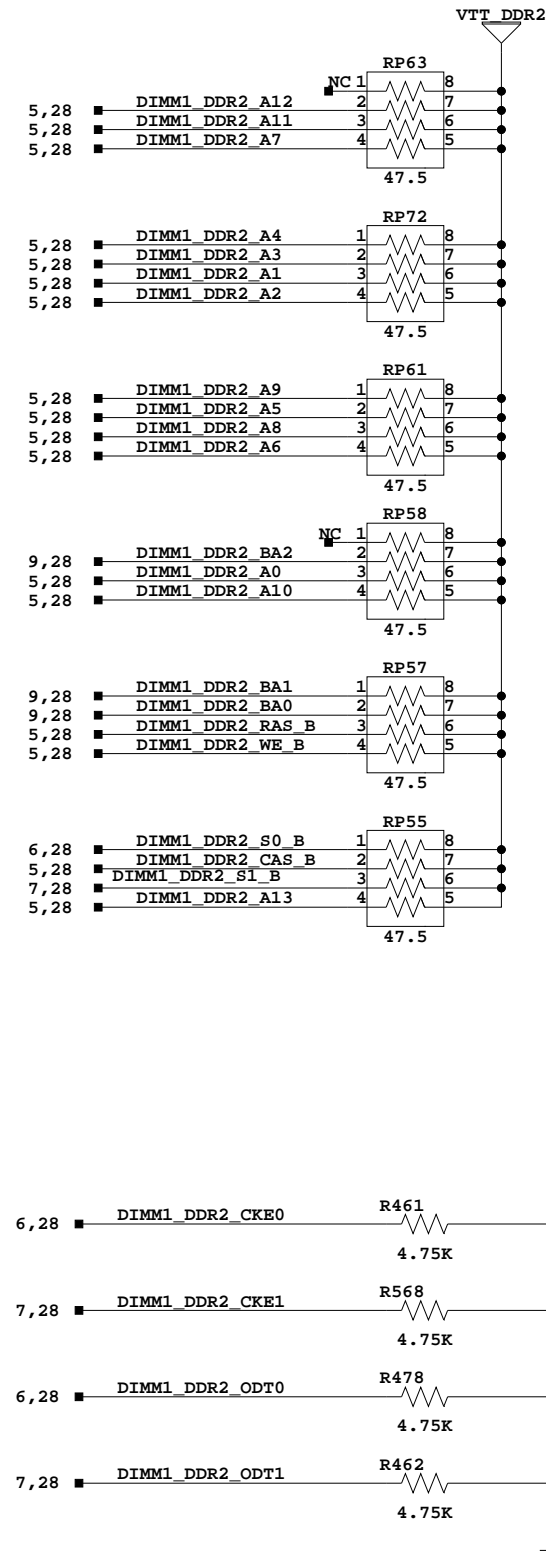 VTT_DDR2
RP63
NC 1 8
5,28 DIMM1_DDR2_A12 2 7
5,28 DIMM1_DDR2_A11 3 6
5,28 DIMM1_DDR2_A7 4 5
47.5
RP72
5,28 DIMM1_DDR2_A4 1 8
5,28 DIMM1_DDR2_A3 2 7
5,28 DIMM1_DDR2_A1 3 6
5,28 DIMM1_DDR2_A2 4 5
47.5
RP61
5,28 DIMM1_DDR2_A9 1 8
5,28 DIMM1_DDR2_A5 2 7
5,28 DIMM1_DDR2_A8 3 6
5,28 DIMM1_DDR2_A6 4 5
47.5
RP58
NC 1 8
9,28 DIMM1_DDR2_BA2 2 7
5,28 DIMM1_DDR2_A0 3 6
5,28 DIMM1_DDR2_A10 4 5
47.5
RP57
9,28 DIMM1_DDR2_BA1 1 8
9,28 DIMM1_DDR2_BA0 2 7
5,28 DIMM1_DDR2_RAS_B 3 6
5,28 DIMM1_DDR2_WE_B 4 5
47.5
RP55
6,28 DIMM1_DDR2_S0_B 1 8
5,28 DIMM1_DDR2_CAS_B 2 7
7,28 DIMM1_DDR2_S1_B 3 6
5,28 DIMM1_DDR2_A13 4 5
47.5
6,28 DIMM1_DDR2_CKE0 R461
4.75K
7,28 DIMM1_DDR2_CKE1 R568
4.75K
6,28 DIMM1_DDR2_ODT0 R478
4.75K
7,28 DIMM1_DDR2_ODT1 R462
4.75K